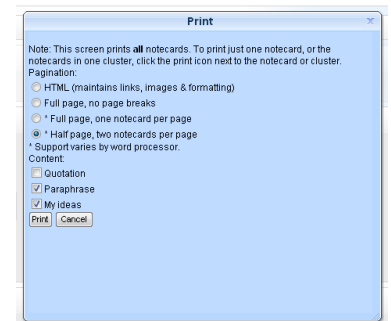 Print
Note: This screen prints all notecards. To print just one notecard, or the
notecards in one cluster, click the print icon next to the notecard or cluster.
Pagination:
HTML (maintains links, images & formatting)
Full page, no page breaks
* Full page, one notecard per page
* Half page, two notecards per page
* Support varies by word processor.
Content:
Quotation
Paraphrase
My ideas
Print Cancel